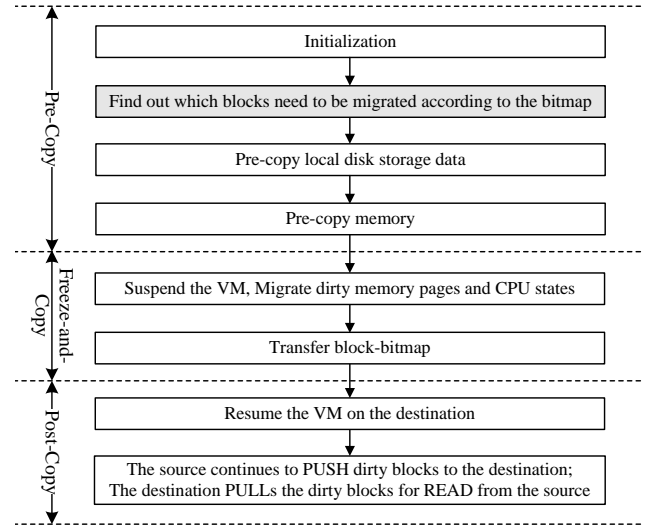 Pre-Copy
Initialization
Find out which blocks need to be migrated according to the bitmap
Pre-copy local disk storage data
Pre-copy memory
Freeze-and-
Copy
Suspend the VM, Migrate dirty memory pages and CPU states
Transfer block-bitmap
Post-Copy
Resume the VM on the destination
The source continues to PUSH dirty blocks to the destination;
The destination PULLs the dirty blocks for READ from the source